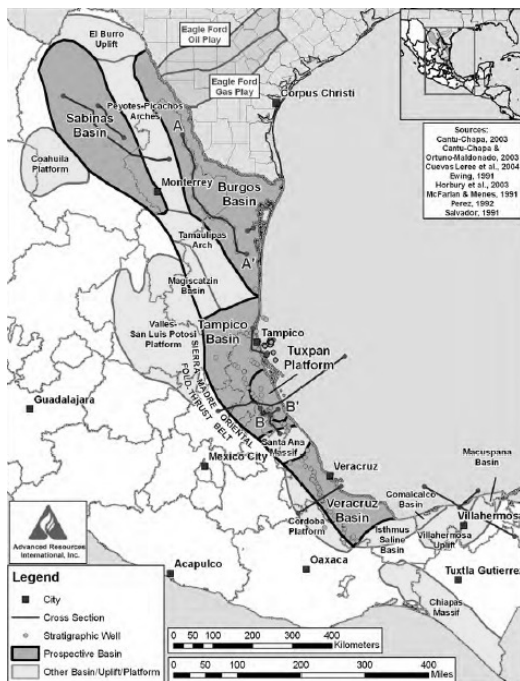 El Burro
Uplift
Eagle Ford
Oil Play
Eagle Ford
Gas Play
Corpus Christi
Peyotes-Picachos
Arches
A
Sabinas
Basin
Coahuila
Platform
Monterrey
Burgos
Basin
Tamaulipas
Arch
A'
Magiscatzin
Basin
Tampico
Basin
Tampico
Valles-
San Luis Potosi
Platform
Tuxpan
Platform
SIERRA MADRE ORIENTAL
FOLD-THRUST BELT
B
B'
Guadalajara
Santa Ana
Massif
Mexico City
Veracruz
Veracruz
Basin
Macuspana
Basin
Comalcalco
Basin
Villahermosa
Cordoba
Platform
Isthmus
Saline
Basin
Villahermosa
Uplift
Acapulco
Oaxaca
Tuxtla Gutierrez
Chiapas
Massif
Sources:
Cantu-Chapa, 2003
Cantu-Chapa &
Ortuno-Maldonado, 2003
Cuevas Leree et al., 2004
Ewing, 1991
Horbury et al., 2003
McFarlan & Menes, 1991
Perez, 1992
Salvador, 1991
Advanced Resources
International, Inc.
Legend
City
Cross Section
Stratigraphic Well
Prospective Basin
Other Basin/Uplift/Platform
0 100 200 300 400
Kilometers
0 50 100 200 300 400
Miles